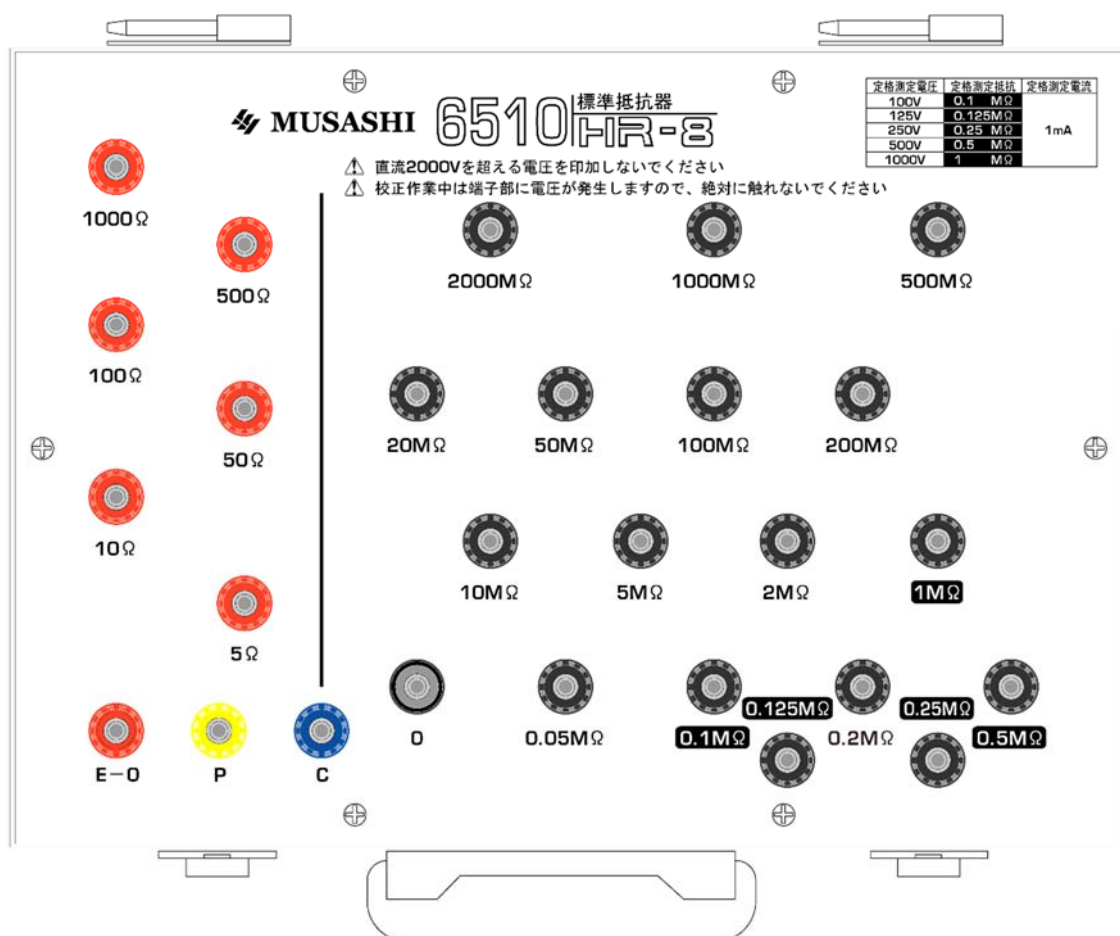 MUSASHI 6510 標準抵抗器
HR-8
定格測定電圧 定格測定抵抗 定格測定電流
100V 0.1 MΩ
125V 0.125MΩ
250V 0.25 MΩ 1mA
500V 0.5 MΩ
1000V 1 MΩ
直流2000Vを超える電圧を印加しないでください
校正作業中は端子部に電圧が発生しますので、絶対に触れないでください
1000Ω
500Ω
100Ω
50Ω
10Ω
5Ω
E-0 P C
2000MΩ 1000MΩ 500MΩ
20MΩ 50MΩ 100MΩ 200MΩ
10MΩ 5MΩ 2MΩ 1MΩ
0.125MΩ 0.25MΩ
0 0.05MΩ 0.1MΩ 0.2MΩ 0.5MΩ